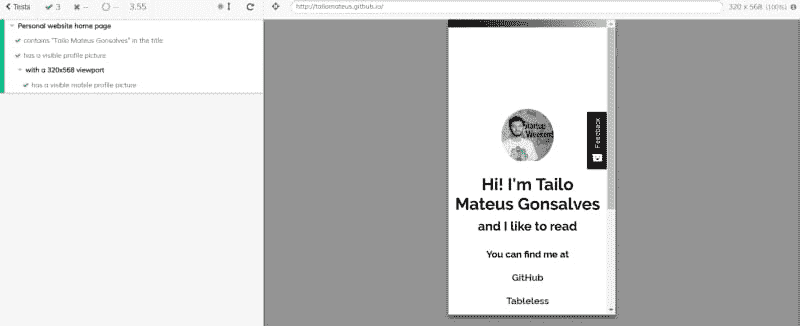 Tests
3
--
--
3.55
http://tailomateus.github.io/
320 x 568 (100%)
Personal website home page
contains "Tailo Mateus Gonsalves" in the title
has a visible profile picture
with a 320x568 viewport
has a visible mobile profile picture
Startup
Weekend
Feedback
Hi! I'm Tailo
Mateus Gonsalves
and I like to read
You can find me at
GitHub
Tableless